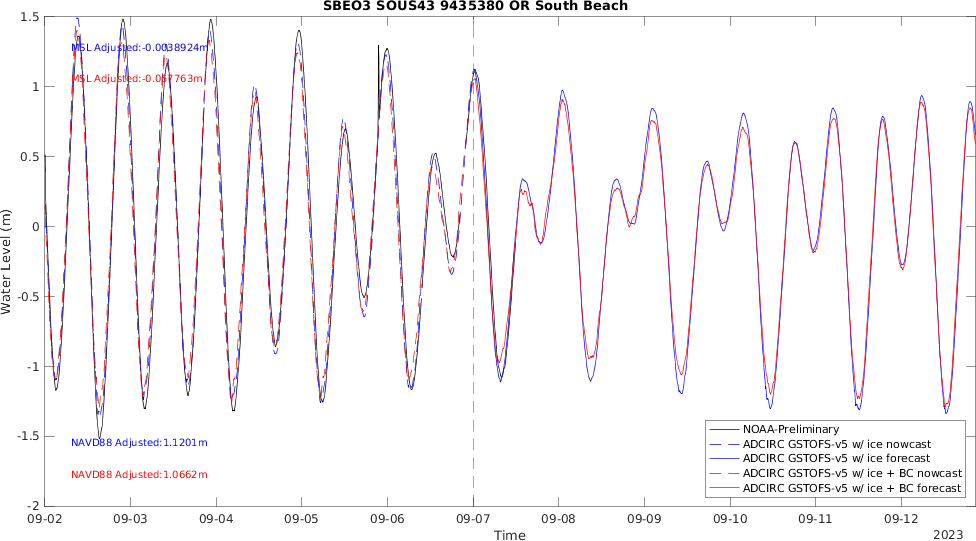 SBEO3 SOUS43 9435380 OR South Beach
Water Level (m)
1.5
1
0.5
0
-0.5
-1
-1.5
-2
MSL Adjusted:-0.0038924m
MSL Adjusted:-0.057763m
NAVD88 Adjusted:1.1201m
NAVD88 Adjusted:1.0662m
NOAA-Preliminary
ADCIRC GSTOFS-v5 w/ ice nowcast
ADCIRC GSTOFS-v5 w/ ice forecast
ADCIRC GSTOFS-v5 w/ ice + BC nowcast
ADCIRC GSTOFS-v5 w/ ice + BC forecast
09-02 09-03 09-04 09-05 09-06 09-07 09-08 09-09 09-10 09-11 09-12
Time
2023